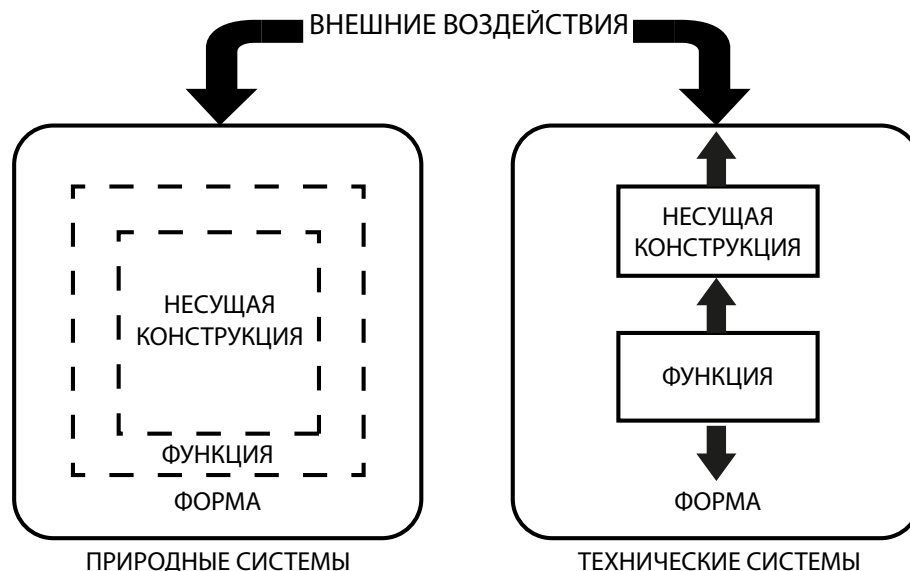 ВНЕШНИЕ ВОЗДЕЙСТВИЯ
НЕСУЩАЯ
КОНСТРУКЦИЯ
ФУНКЦИЯ
ФОРМА
ПРИРОДНЫЕ СИСТЕМЫ
НЕСУЩАЯ
КОНСТРУКЦИЯ
ФУНКЦИЯ
ФОРМА
ТЕХНИЧЕСКИЕ СИСТЕМЫ